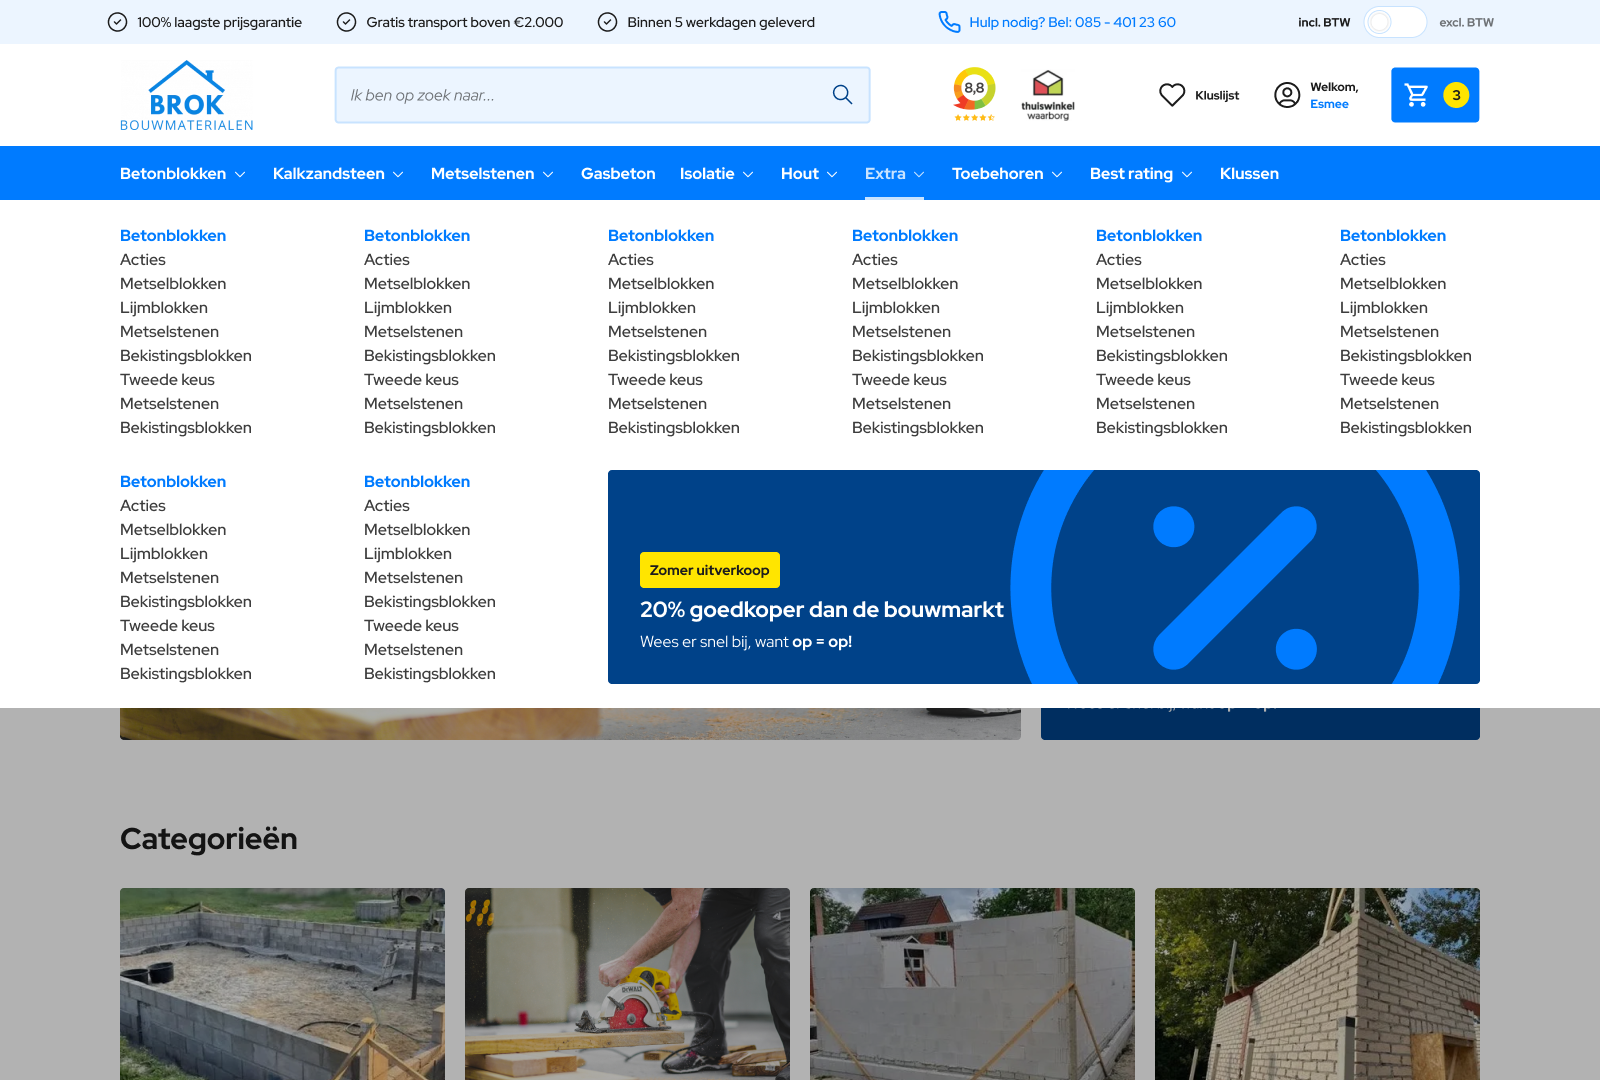 100% laagste prijsgarantie
Gratis transport boven €2.000
Binnen 5 werkdagen geleverd
Hulp nodig? Bel: 085 - 401 23 60
incl. BTW
excl. BTW
BROK
BOUWMATERIALEN
Ik ben op zoek naar...
8,8
thuiswinkel
waarborg
Kluslijst
Welkom,
Esmee
3
Betonblokken
Kalkzandsteen
Metselstenen
Gasbeton
Isolatie
Hout
Extra
Toebehoren
Best rating
Klussen
Betonblokken
Acties
Metselblokken
Lijmblokken
Metselstenen
Bekistingsblokken
Tweede keus
Metselstenen
Bekistingsblokken
Betonblokken
Acties
Metselblokken
Lijmblokken
Metselstenen
Bekistingsblokken
Tweede keus
Metselstenen
Bekistingsblokken
Betonblokken
Acties
Metselblokken
Lijmblokken
Metselstenen
Bekistingsblokken
Tweede keus
Metselstenen
Bekistingsblokken
Betonblokken
Acties
Metselblokken
Lijmblokken
Metselstenen
Bekistingsblokken
Tweede keus
Metselstenen
Bekistingsblokken
Betonblokken
Acties
Metselblokken
Lijmblokken
Metselstenen
Bekistingsblokken
Tweede keus
Metselstenen
Bekistingsblokken
Betonblokken
Acties
Metselblokken
Lijmblokken
Metselstenen
Bekistingsblokken
Tweede keus
Metselstenen
Bekistingsblokken
Betonblokken
Acties
Metselblokken
Lijmblokken
Metselstenen
Bekistingsblokken
Tweede keus
Metselstenen
Bekistingsblokken
Betonblokken
Acties
Metselblokken
Lijmblokken
Metselstenen
Bekistingsblokken
Tweede keus
Metselstenen
Bekistingsblokken
Zomer uitverkoop
20% goedkoper dan de bouwmarkt
Wees er snel bij, want op = op!
Categorieën
DEWALT